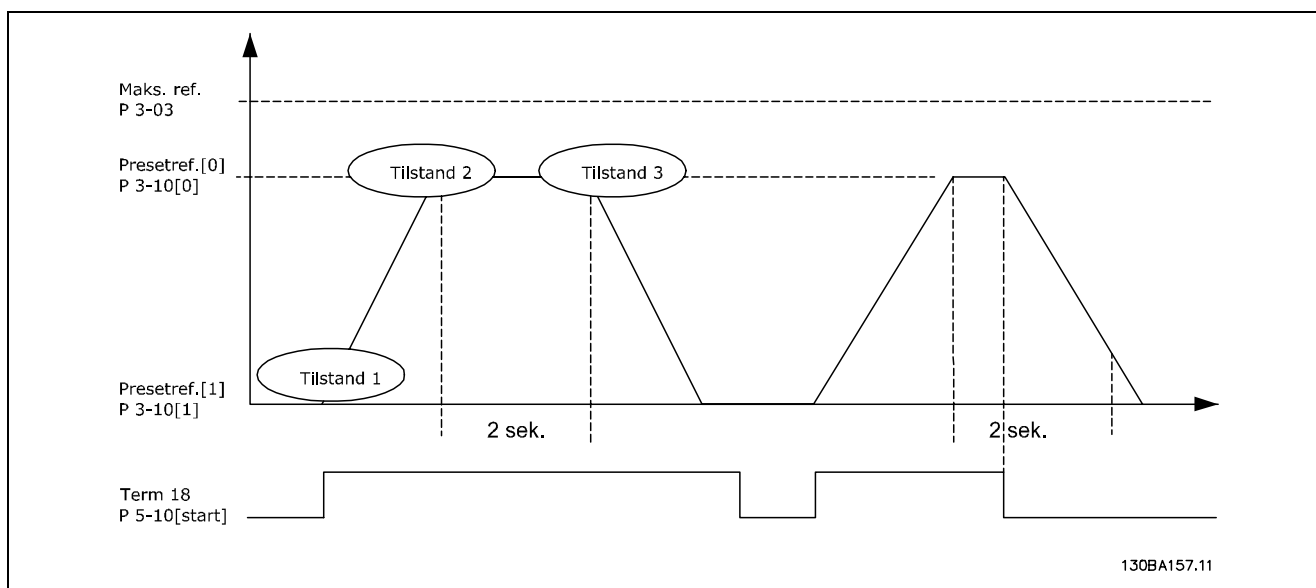 Maks. ref.
P 3-03
Presetref.[0]
P 3-10[0]
Tilstand 2
Tilstand 3
Tilstand 1
Presetref.[1]
P 3-10[1]
2 sek.
2 sek.
Term 18
P 5-10[start]
130BA157.11